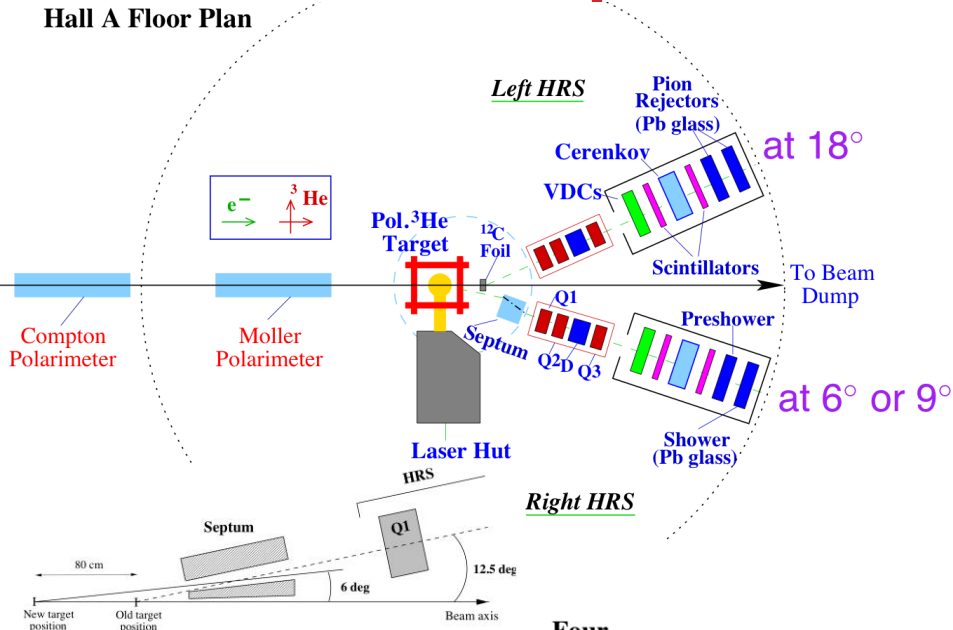 Hall A Floor Plan
Left HRS
Pion
Rejectors
(Pb glass)
at 18°
Cerenkov
VDCs
e−
3He
Pol.3He
Target
12C
Foil
Scintillators
To Beam
Dump
Compton
Polarimeter
Moller
Polarimeter
Septum
Q1
Q2
D
Q3
Preshower
at 6° or 9°
Shower
(Pb glass)
Laser Hut
Right HRS
HRS
Septum
Q1
80 cm
6 deg
12.5 deg
New target
position
Old target
position
Beam axis